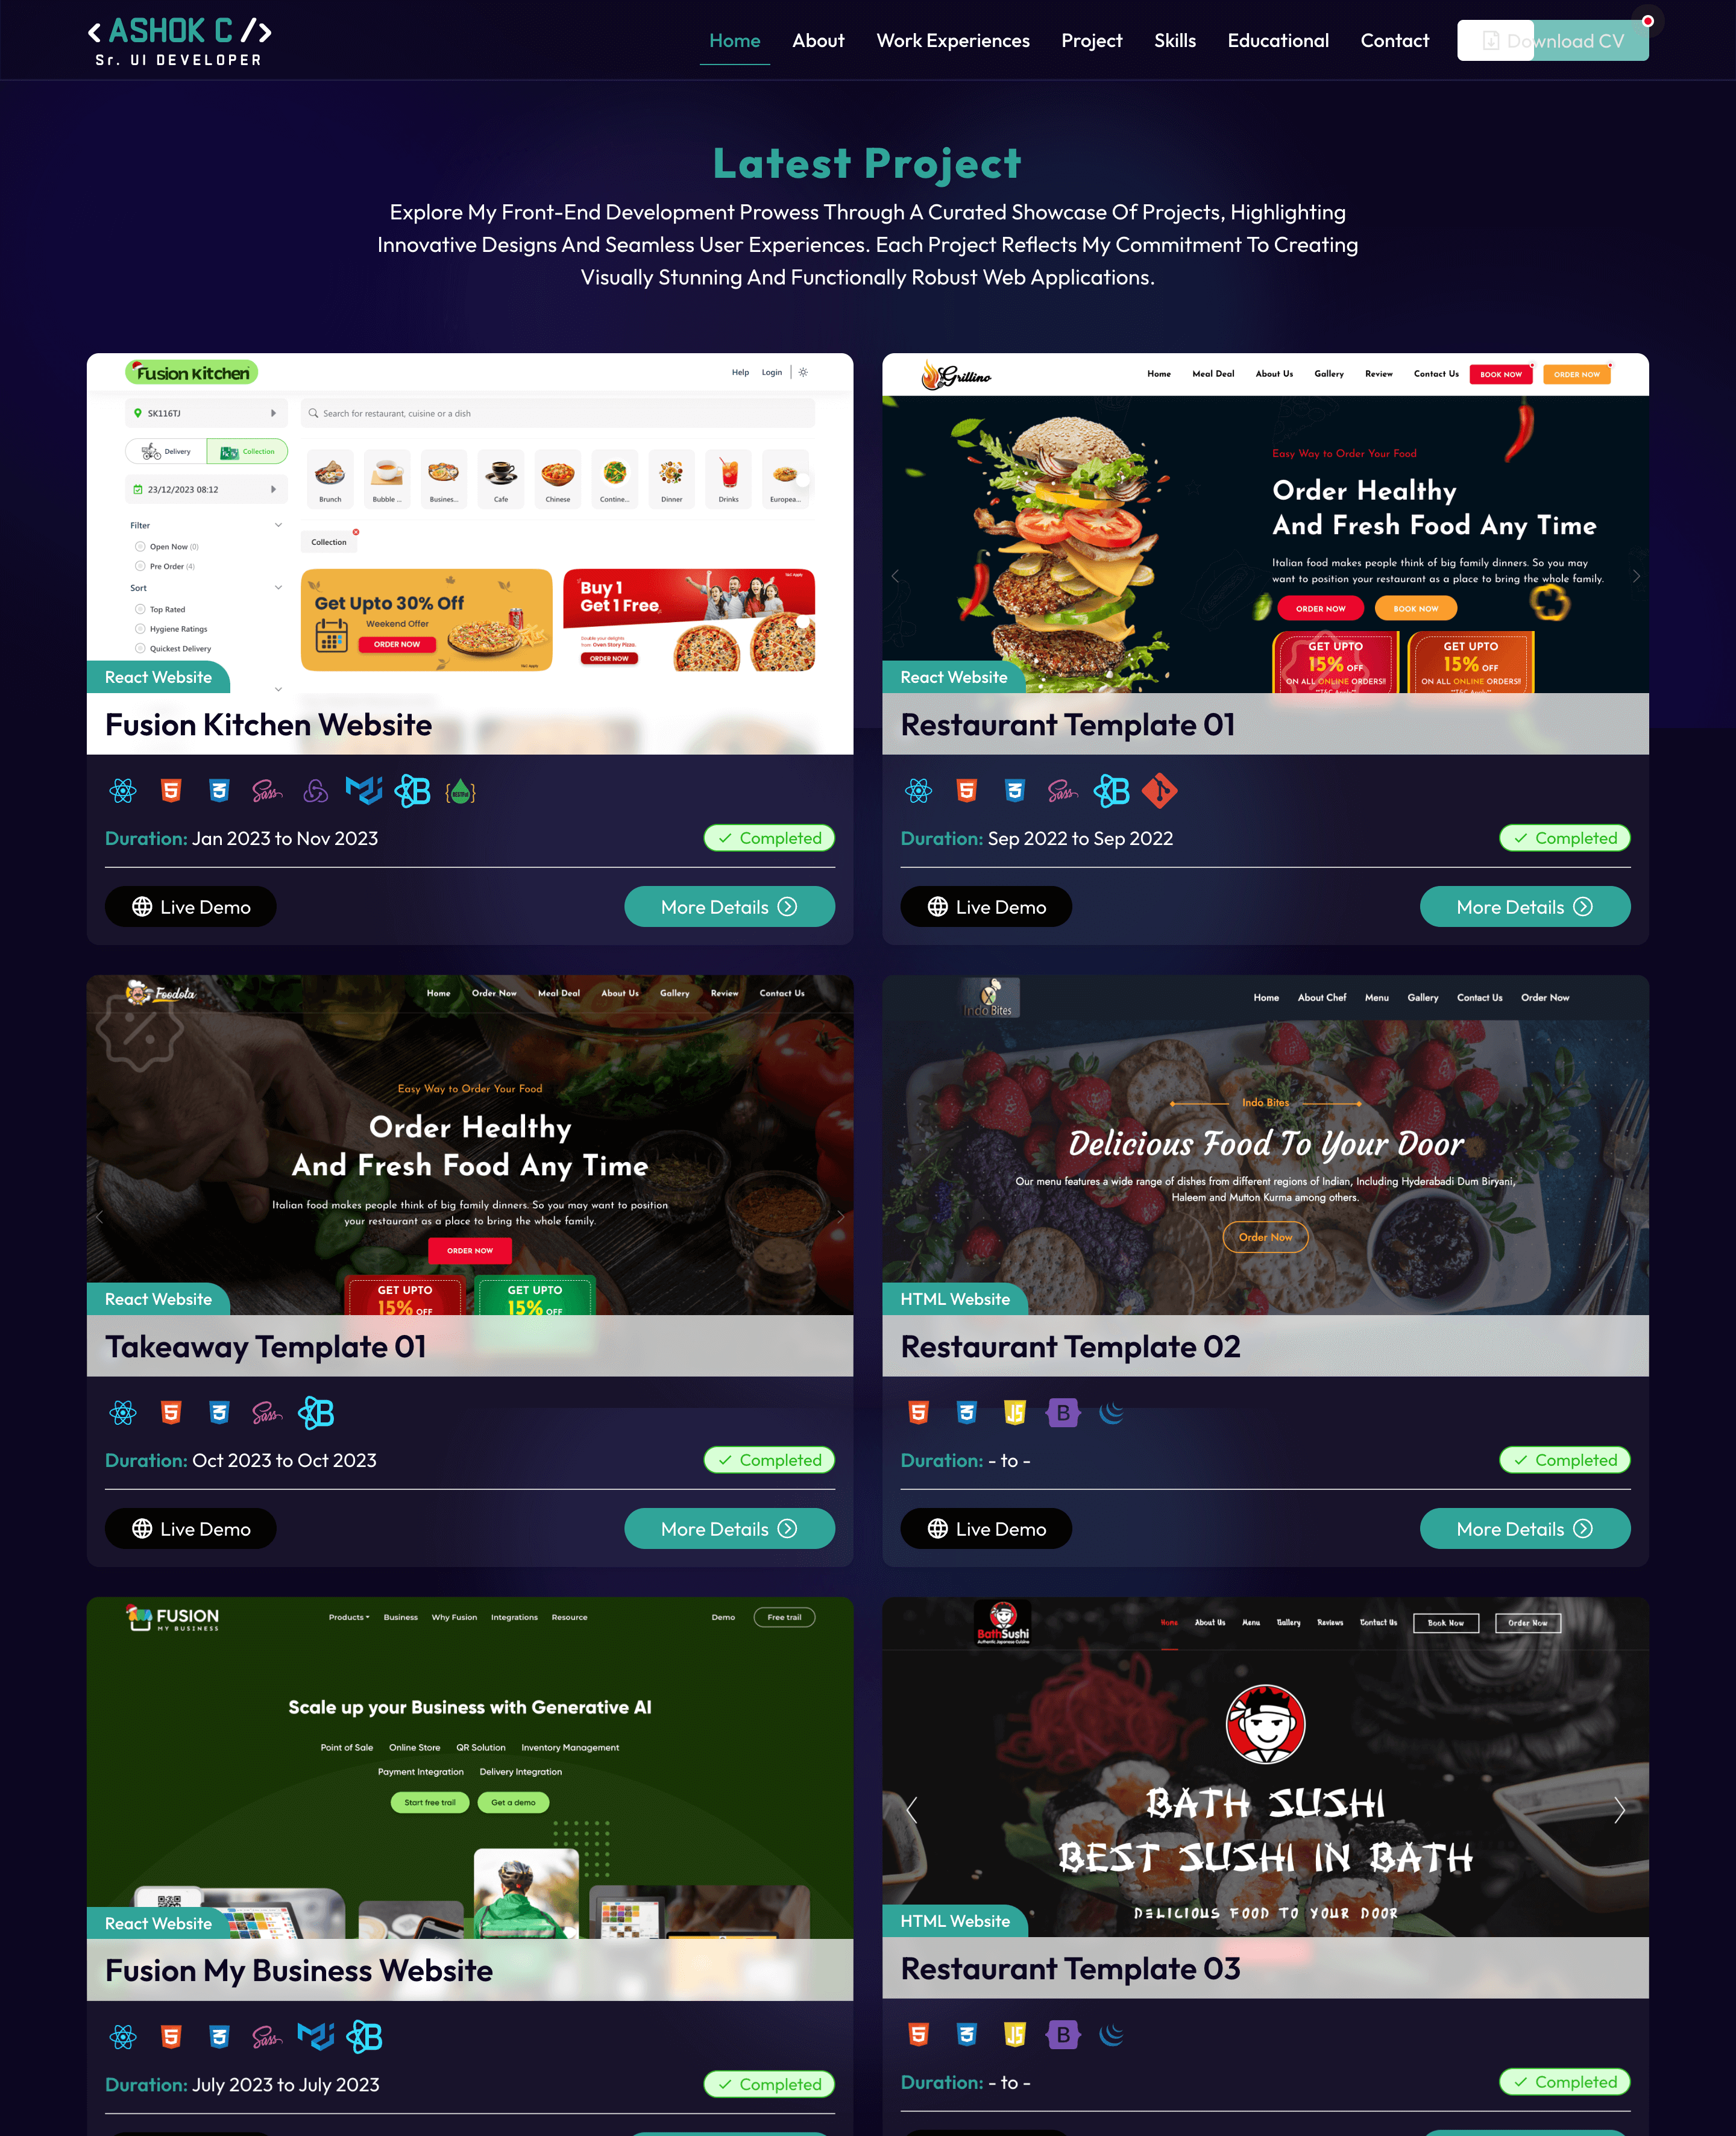 < ASHOK C />
Sr. UI DEVELOPER
Home About Work Experiences Project Skills Educational Contact Download CV
Latest Project
Explore My Front-End Development Prowess Through A Curated Showcase Of Projects, Highlighting
Innovative Designs And Seamless User Experiences. Each Project Reflects My Commitment To Creating
Visually Stunning And Functionally Robust Web Applications.
Fusion Kitchen
Help Login
SK116TJ
Search for restaurant, cuisine or a dish
Delivery Collection
23/12/2023 08:12
Brunch Bubble ... Busines... Cafe Chinese Contine... Dinner Drinks Europea...
Filter
Open Now (0)
Pre Order (4)
Collection
Sort
Top Rated
Hygiene Ratings
Quickest Delivery
Get Upto 30% Off
Weekend Offer
ORDER NOW
T&C Apply
Buy 1
Get 1 Free
T&C Apply
from Oven Story Pizza.
ORDER NOW
React Website
Fusion Kitchen Website
Duration: Jan 2023 to Nov 2023
Completed
Live Demo
More Details
Grillino
Home Meal Deal About Us Gallery Review Contact Us BOOK NOW ORDER NOW
Easy Way to Order Your Food
Order Healthy
And Fresh Food Any Time
Italian food makes people think of big family dinners. So you may
want to position your restaurant as a place to bring the whole family.
ORDER NOW BOOK NOW
GET UPTO
15% OFF
ON ALL ONLINE ORDERS!!
"T&C Apply"
GET UPTO
15% OFF
ON ALL ONLINE ORDERS!!
"T&C Apply"
React Website
Restaurant Template 01
Duration: Sep 2022 to Sep 2022
Completed
Live Demo
More Details
Foodola
Home Order Now Meal Deal About Us Gallery Review Contact Us
Easy Way to Order Your Food
Order Healthy
And Fresh Food Any Time
Italian food makes people think of big family dinners. So you may want to position
your restaurant as a place to bring the whole family.
ORDER NOW
GET UPTO
15% OFF
GET UPTO
15% OFF
React Website
Takeaway Template 01
Duration: Oct 2023 to Oct 2023
Completed
Live Demo
More Details
Indo Bites
Home About Chef Menu Gallery Contact Us Order Now
Indo Bites
Delicious Food To Your Door
Our menu features a wide range of dishes from different regions of Indian, Including Hyderabadi Dum Biryani,
Haleem and Mutton Kurma among others.
Order Now
HTML Website
Restaurant Template 02
Duration: - to -
Completed
Live Demo
More Details
FUSION
MY BUSINESS
Products Business Why Fusion Integrations Resource Demo Free trail
Scale up your Business with Generative AI
Point of Sale Online Store QR Solution Inventory Management
Payment Integration Delivery Integration
Start free trail Get a demo
React Website
Fusion My Business Website
Duration: July 2023 to July 2023
Completed
BathSushi
Authentic Japanese Cuisine
Home About Us Menu Gallery Reviews Contact Us Book Now Order Now
BATH SUSHI
BEST SUSHI IN BATH
DELICIOUS FOOD TO YOUR DOOR
HTML Website
Restaurant Template 03
Duration: - to -
Completed